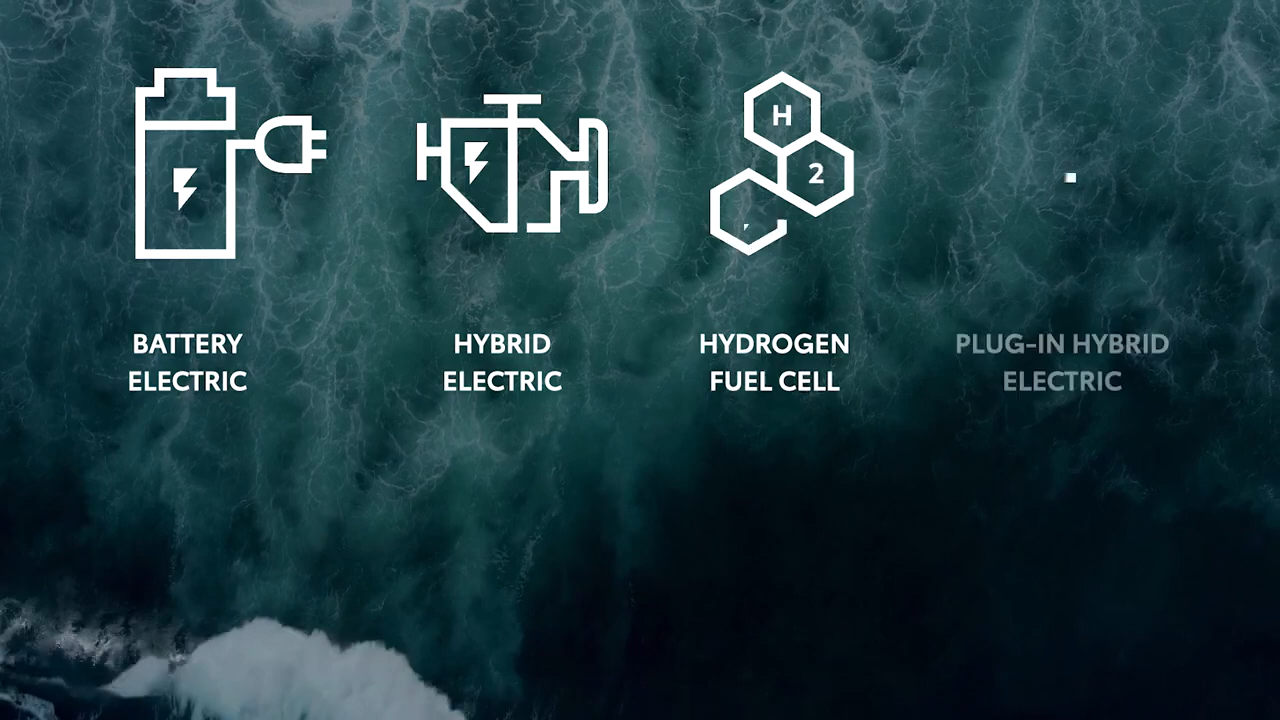 H
2
BATTERY
ELECTRIC
HYBRID
ELECTRIC
HYDROGEN
FUEL CELL
PLUG-IN HYBRID
ELECTRIC